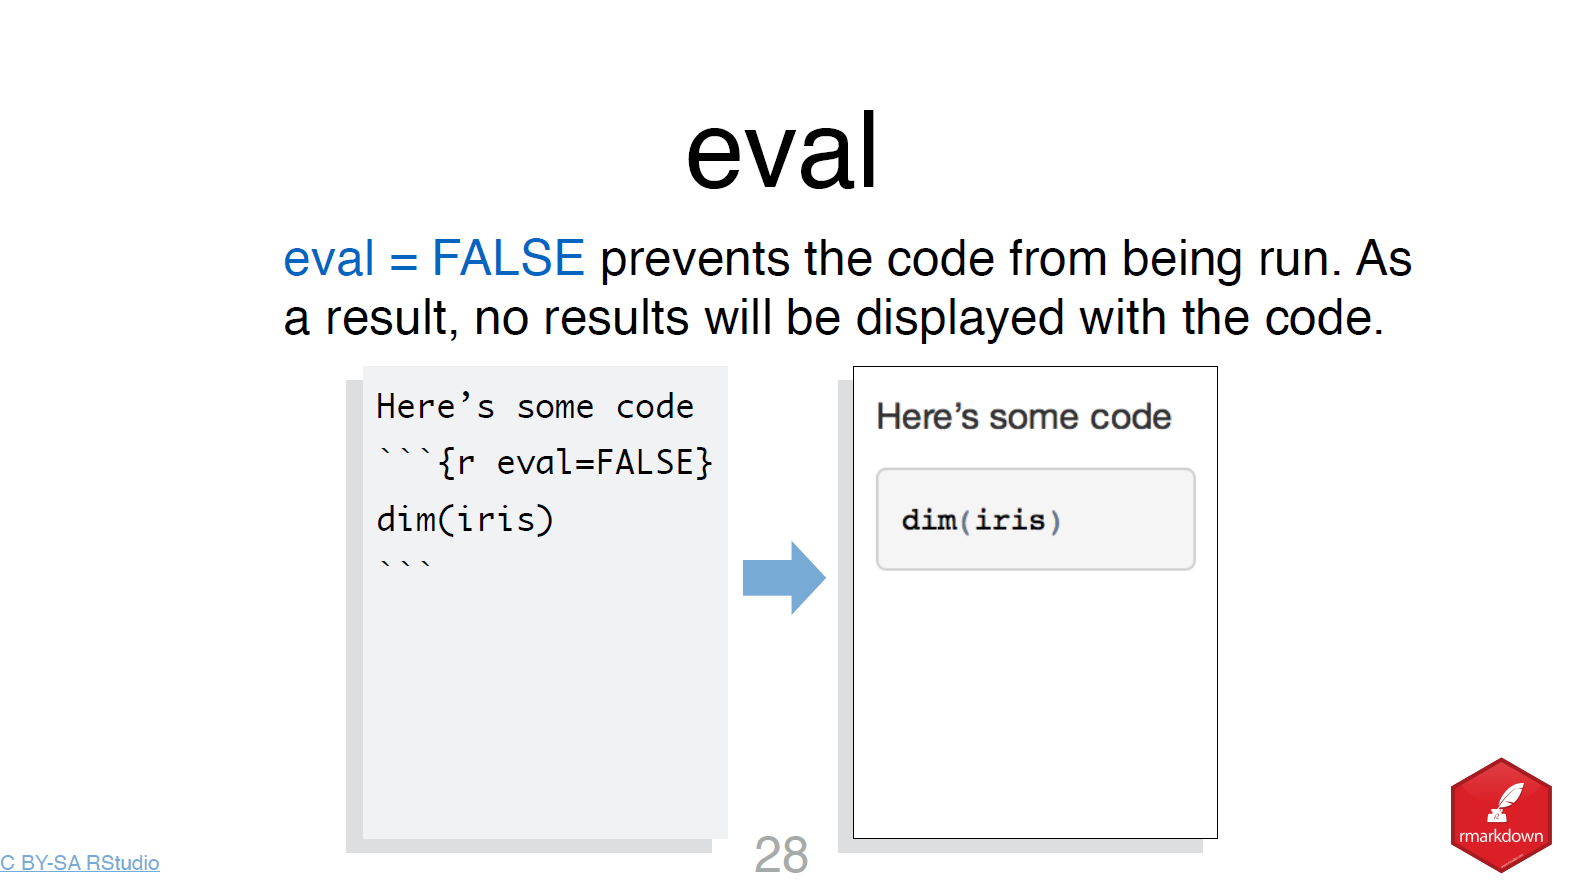 eval
eval = FALSE prevents the code from being run. As
a result, no results will be displayed with the code.
Here’s some code
```{r eval=FALSE}
dim(iris)
```
Here’s some code
dim(iris)
C BY-SA RStudio
28
rmarkdown